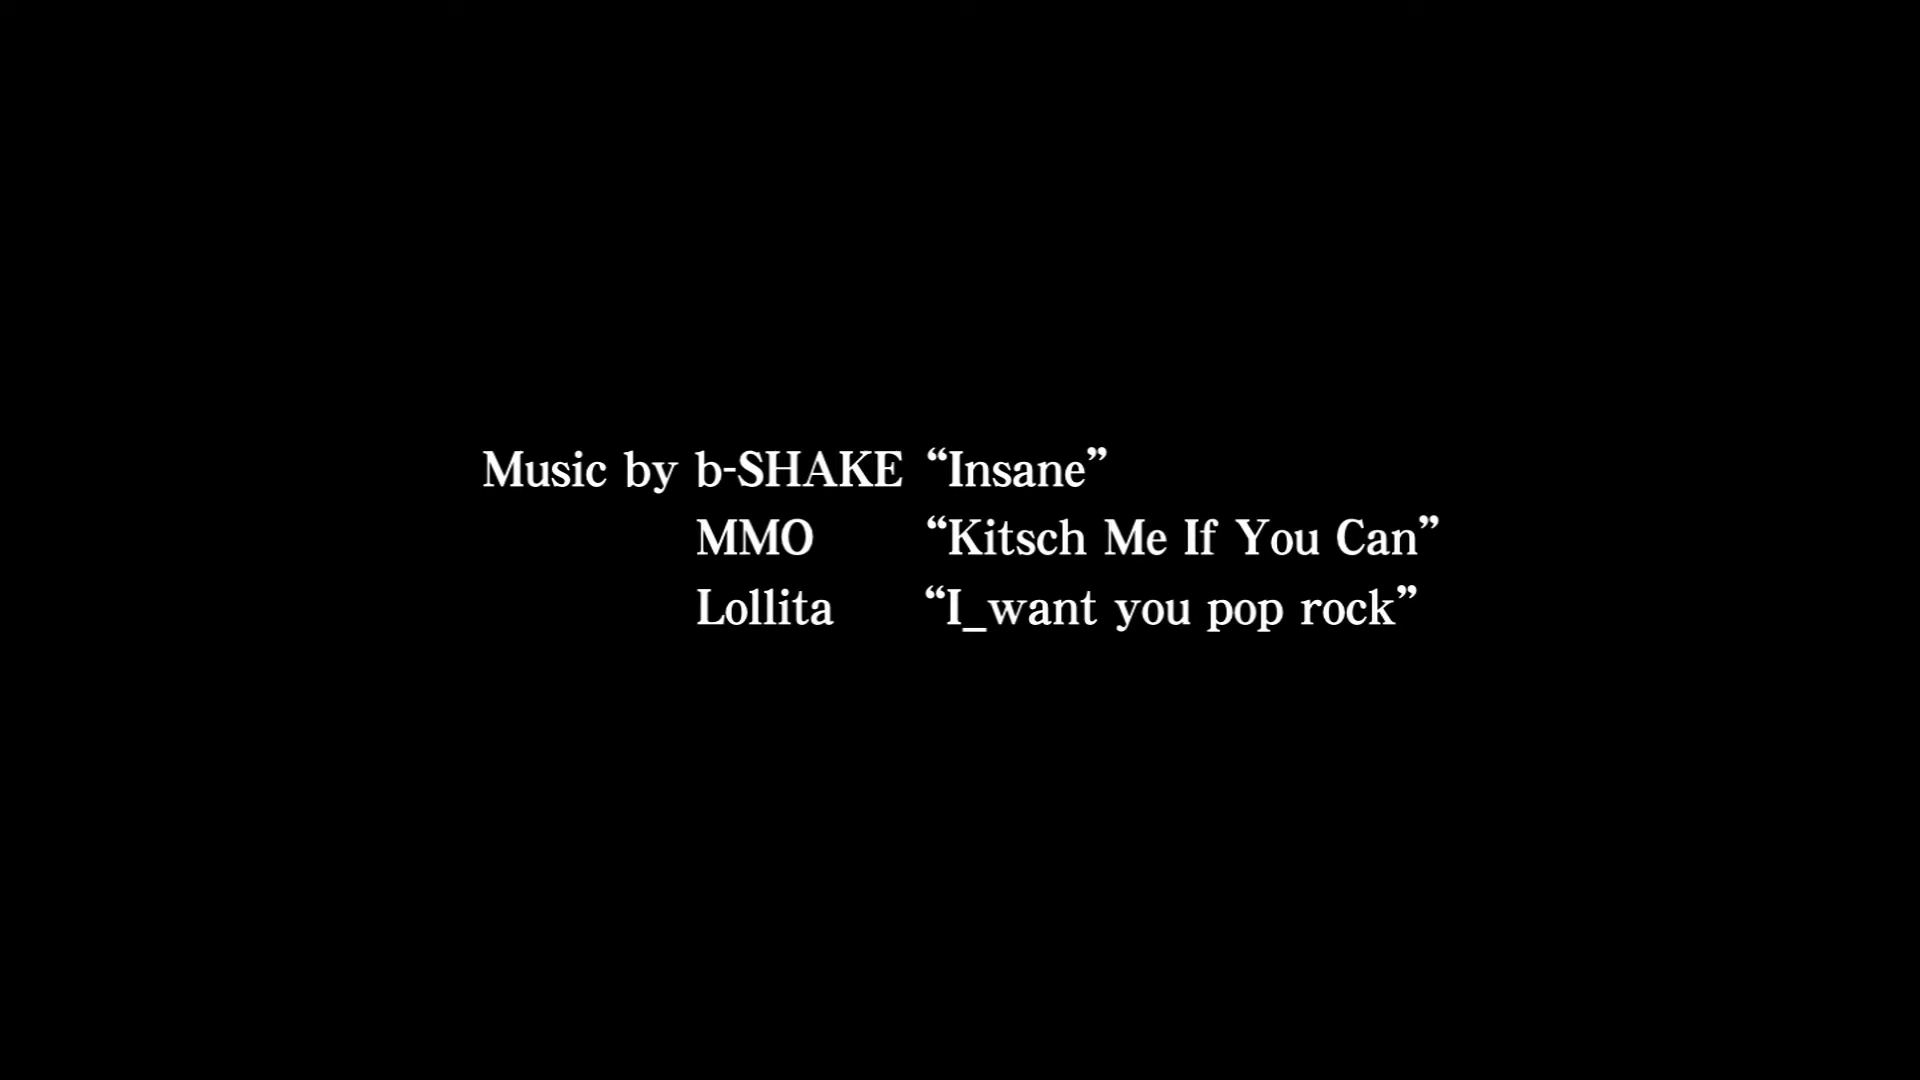 Music by b-SHAKE “Insane”
MMO “Kitsch Me If You Can”
Lollita “I_want you pop rock”